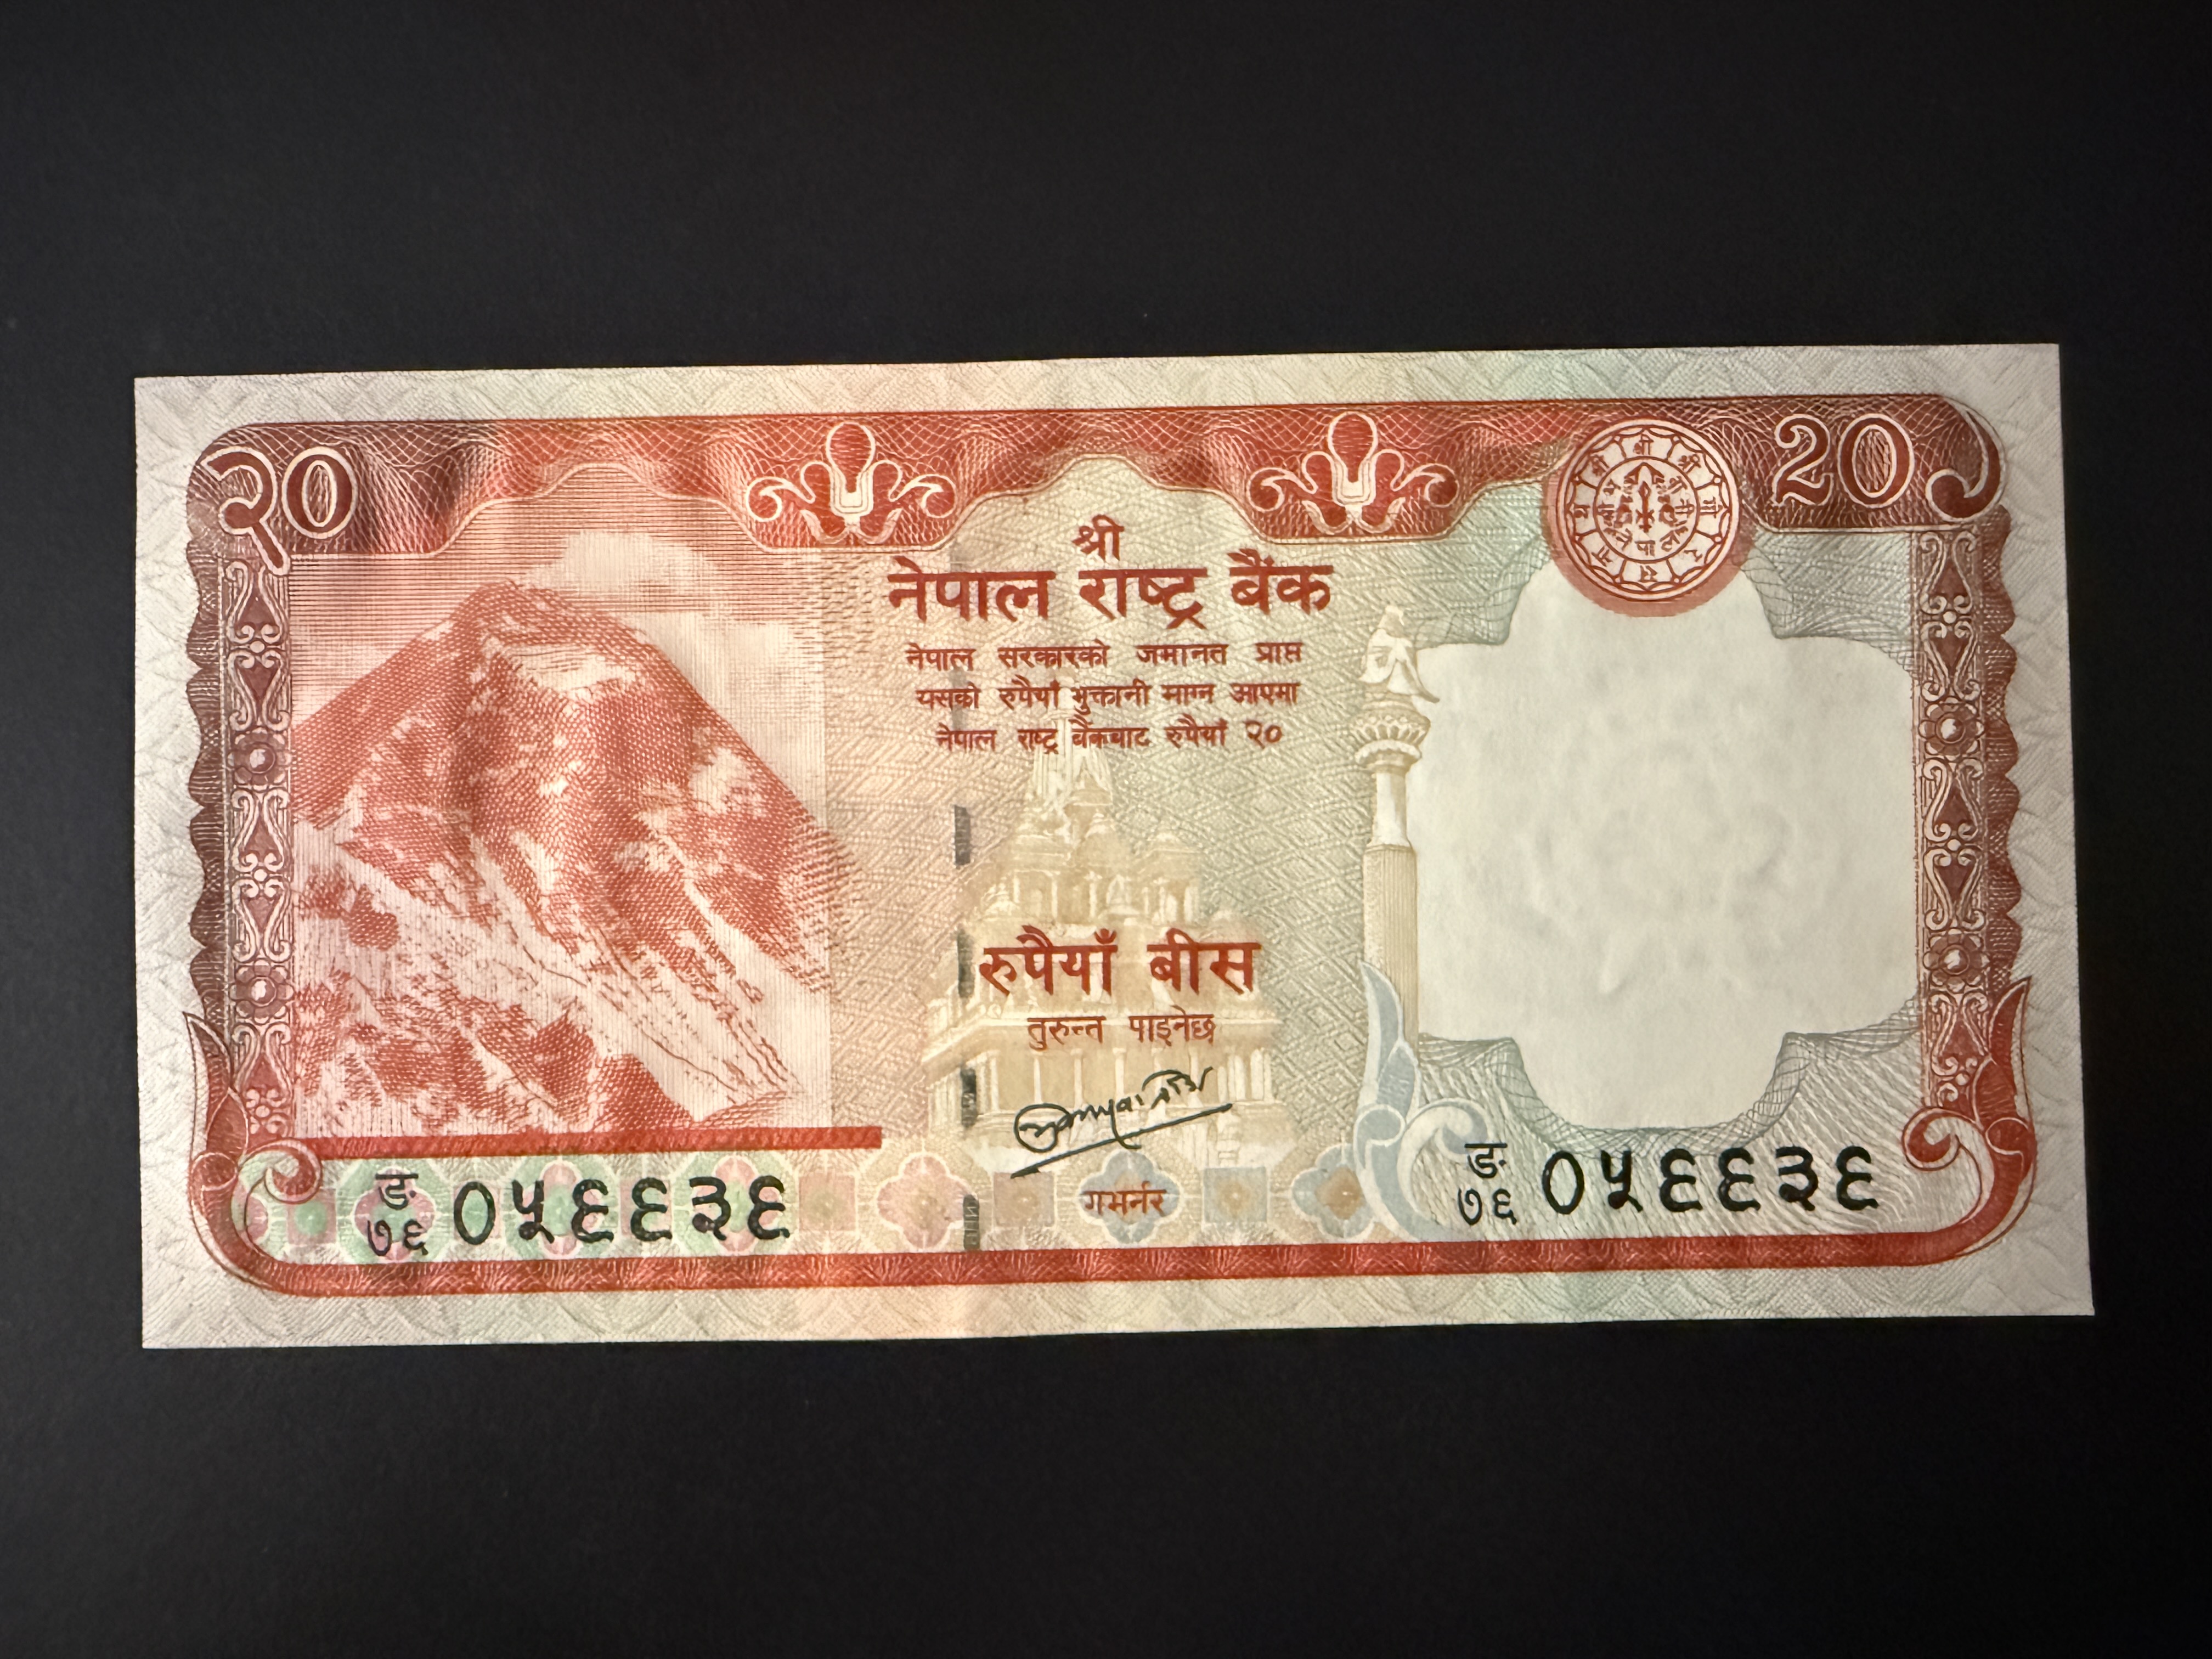 २० 20
श्री
नेपाल राष्ट्र बैंक
नेपाल सरकारको जमानत प्राप्त
यसको रुपैयाँ भुक्तानी माग्न आएमा
नेपाल राष्ट्र बैंकबाट रुपैयाँ २०
रुपैयाँ बीस
तुरुन्त पाइनेछ
गभर्नर
ङ
७६ ०५६६३६
ङ
७६ ०५६६३६